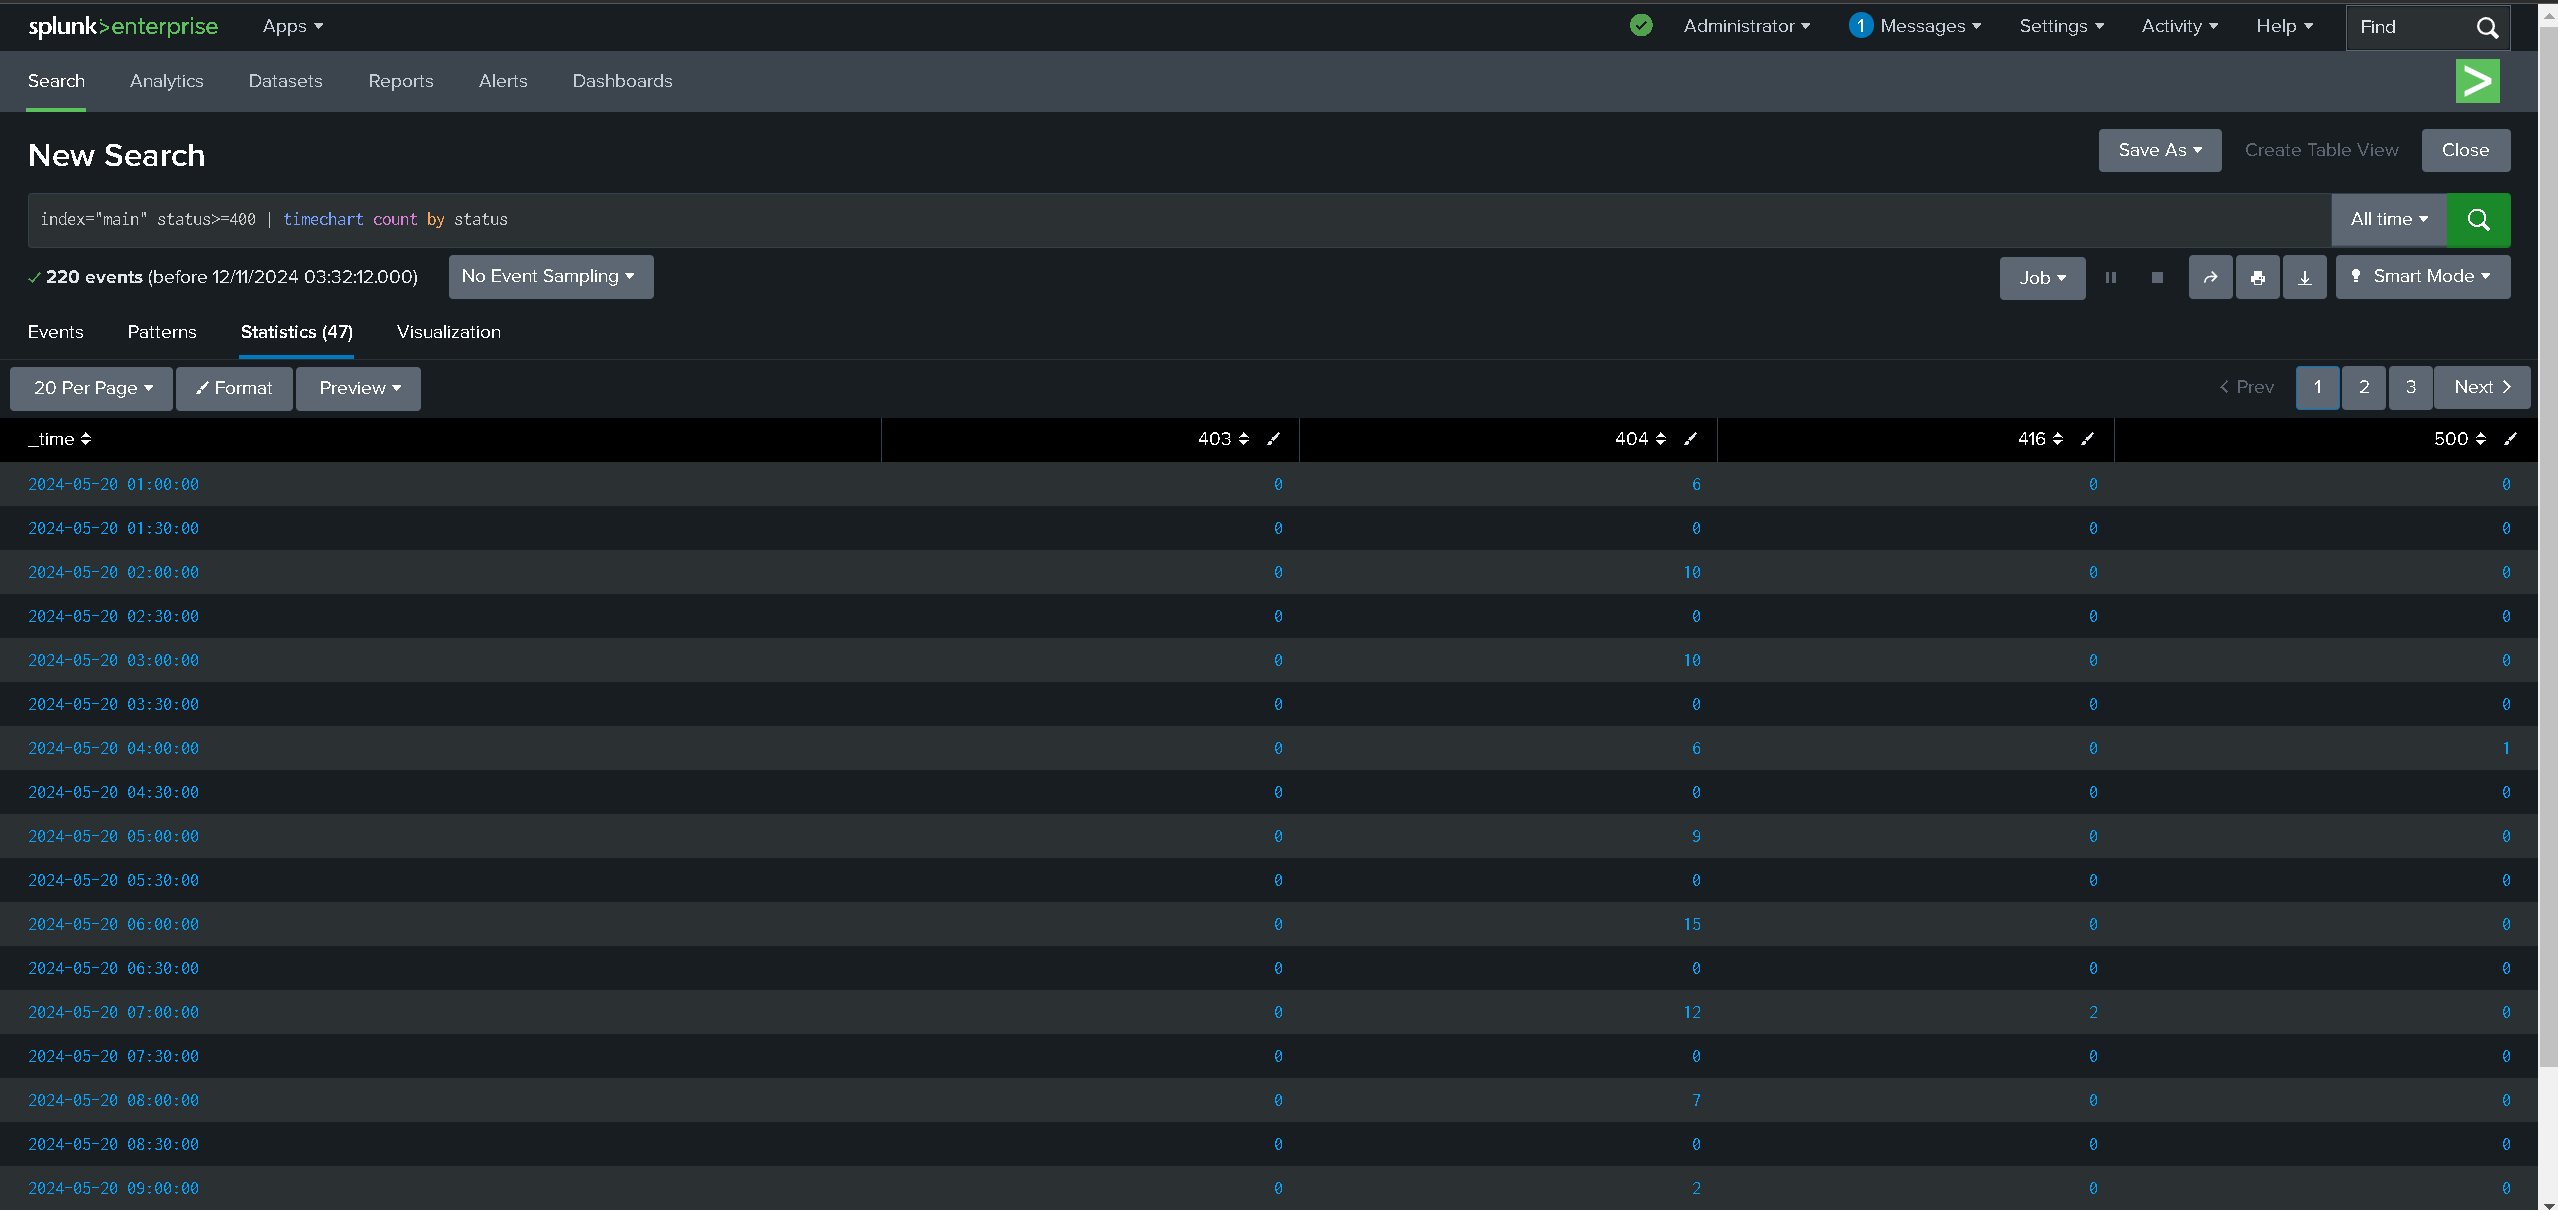 splunk>enterprise Apps Administrator 1 Messages Settings Activity Help Find
Search Analytics Datasets Reports Alerts Dashboards
New Search Save As Create Table View Close
index="main" status>=400 | timechart count by status All time
220 events (before 12/11/2024 03:32:12.000) No Event Sampling Job Smart Mode
Events Patterns Statistics (47) Visualization
20 Per Page Format Preview < Prev 1 2 3 Next >
_time 403 404 416 500
2024-05-20 01:00:00 0 6 0 0
2024-05-20 01:30:00 0 0 0 0
2024-05-20 02:00:00 0 10 0 0
2024-05-20 02:30:00 0 0 0 0
2024-05-20 03:00:00 0 10 0 0
2024-05-20 03:30:00 0 0 0 0
2024-05-20 04:00:00 0 6 0 1
2024-05-20 04:30:00 0 0 0 0
2024-05-20 05:00:00 0 9 0 0
2024-05-20 05:30:00 0 0 0 0
2024-05-20 06:00:00 0 15 0 0
2024-05-20 06:30:00 0 0 0 0
2024-05-20 07:00:00 0 12 2 0
2024-05-20 07:30:00 0 0 0 0
2024-05-20 08:00:00 0 7 0 0
2024-05-20 08:30:00 0 0 0 0
2024-05-20 09:00:00 0 2 0 0